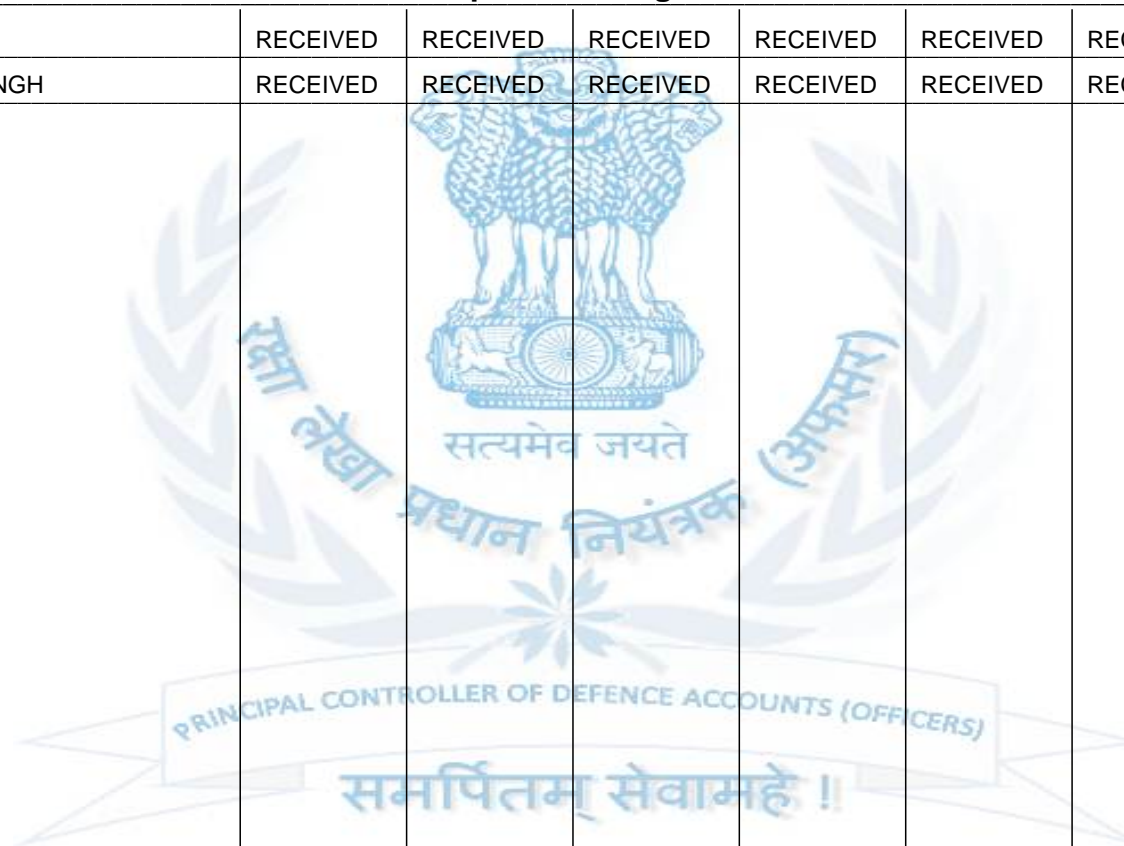 RECEIVED RECEIVED RECEIVED RECEIVED RECEIVED
NGH RECEIVED RECEIVED RECEIVED RECEIVED RECEIVED
सत्यमेव जयते
रक्षा लेखा प्रधान नियंत्रक (अफसर)
PRINCIPAL CONTROLLER OF DEFENCE ACCOUNTS (OFFICERS)
समर्पितम् सेवामहे !